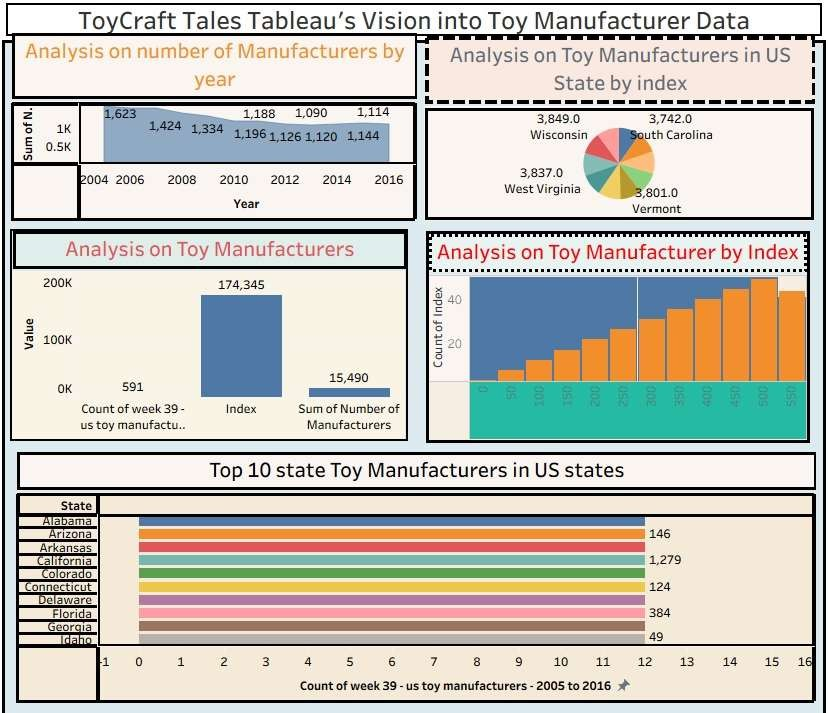 ToyCraft Tales Tableau's Vision into Toy Manufacturer Data
Analysis on number of Manufacturers by
year
Sum of N.
1K
0.5K
1,623
1,424
1,334
1,188
1,196
1,126
1,090
1,120
1,144
1,114
2004 2006 2008 2010 2012 2014 2016
Year
Analysis on Toy Manufacturers in US
State by index
3,849.0
Wisconsin
3,742.0
South Carolina
3,837.0
West Virginia
3,801.0
Vermont
Analysis on Toy Manufacturers
Value
200K
100K
0K
591
174,345
15,490
Count of week 39 -
us toy manufactu..
Index
Sum of Number of
Manufacturers
Analysis on Toy Manufacturer by Index
Count of Index
40
20
0 50 100 150 200 250 300 350 400 450 500 550
Top 10 state Toy Manufacturers in US states
State
Alabama
Arizona 146
Arkansas
California 1,279
Colorado
Connecticut 124
Delaware
Florida 384
Georgia
Idaho 49
-1 0 1 2 3 4 5 6 7 8 9 10 11 12 13 14 15 16
Count of week 39 - us toy manufacturers - 2005 to 2016